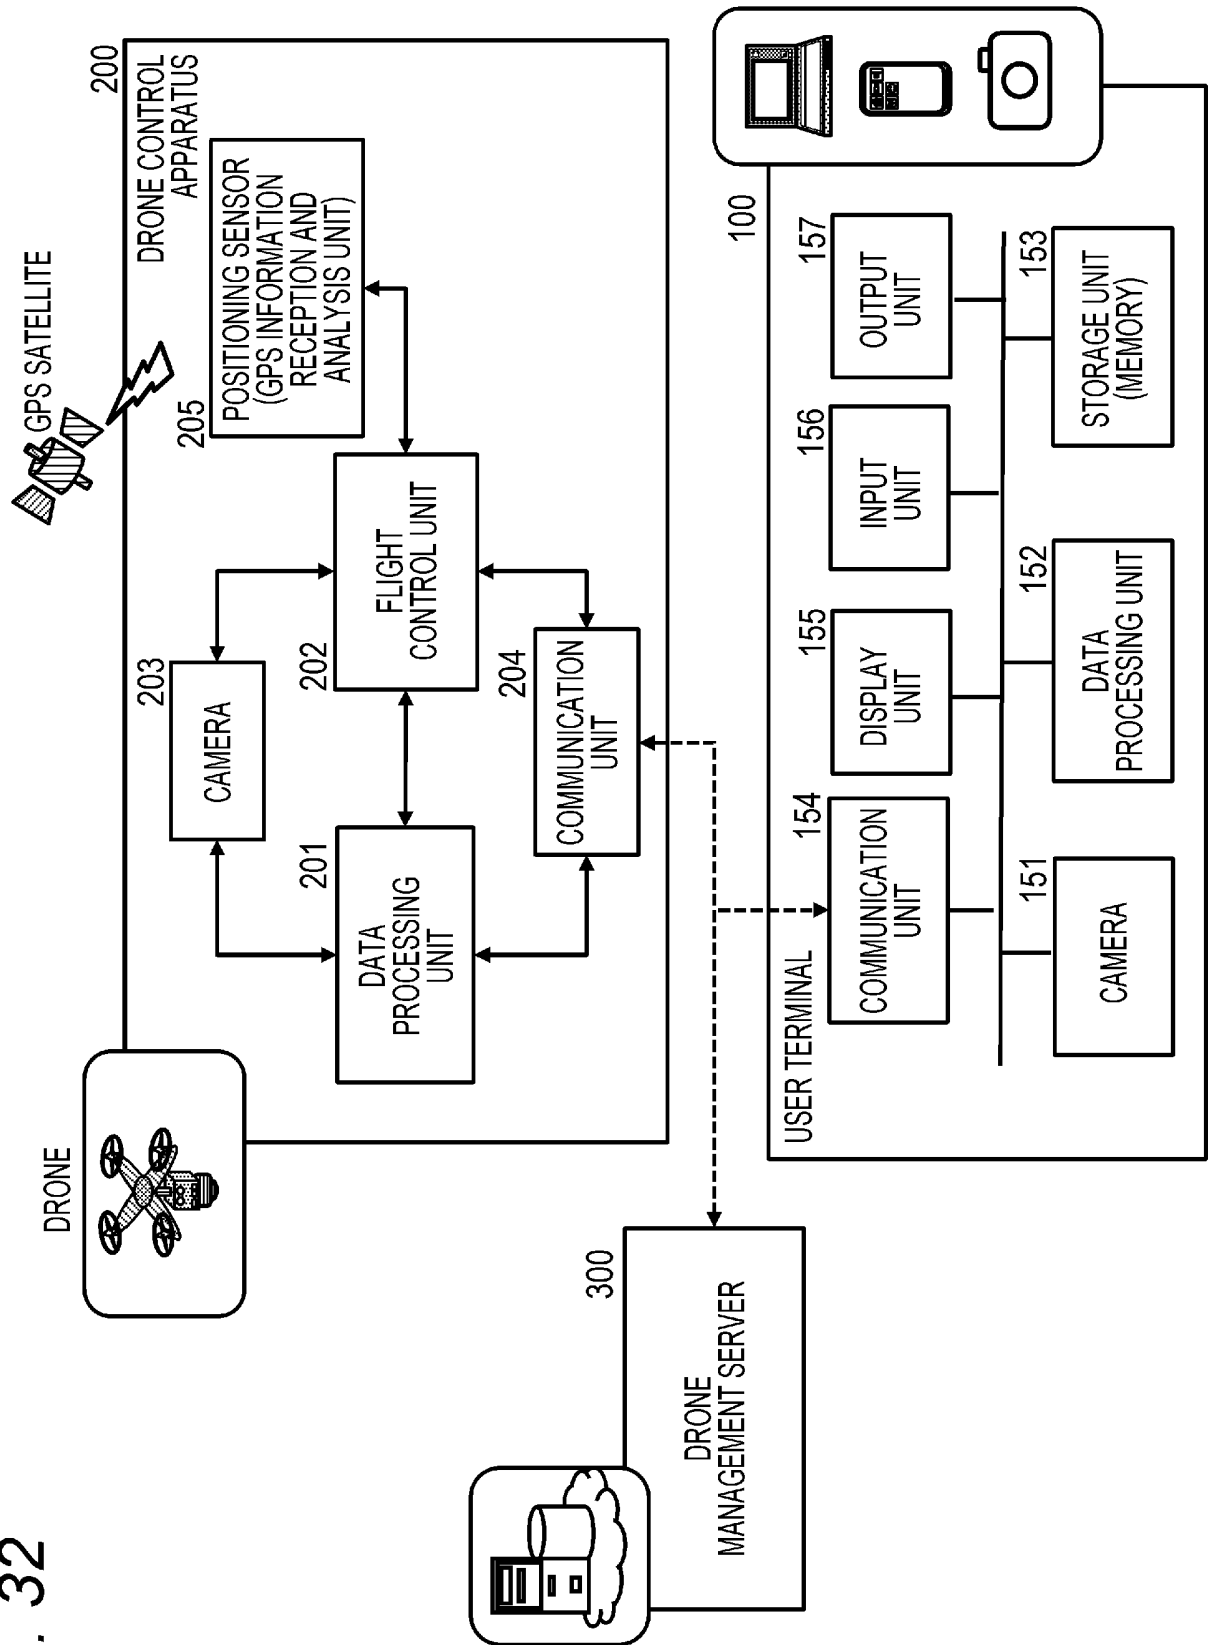 . 32
DRONE
200
DRONE CONTROL
APPARATUS
GPS SATELLITE
203
CAMERA
205
POSITIONING SENSOR
(GPS INFORMATION
RECEPTION AND
ANALYSIS UNIT)
201
DATA
PROCESSING
UNIT
202
FLIGHT
CONTROL UNIT
204
COMMUNICATION
UNIT
300
DRONE
MANAGEMENT SERVER
100
USER TERMINAL
154
COMMUNICATION
UNIT
155
DISPLAY
UNIT
156
INPUT
UNIT
157
OUTPUT
UNIT
151
CAMERA
152
DATA
PROCESSING UNIT
153
STORAGE UNIT
(MEMORY)